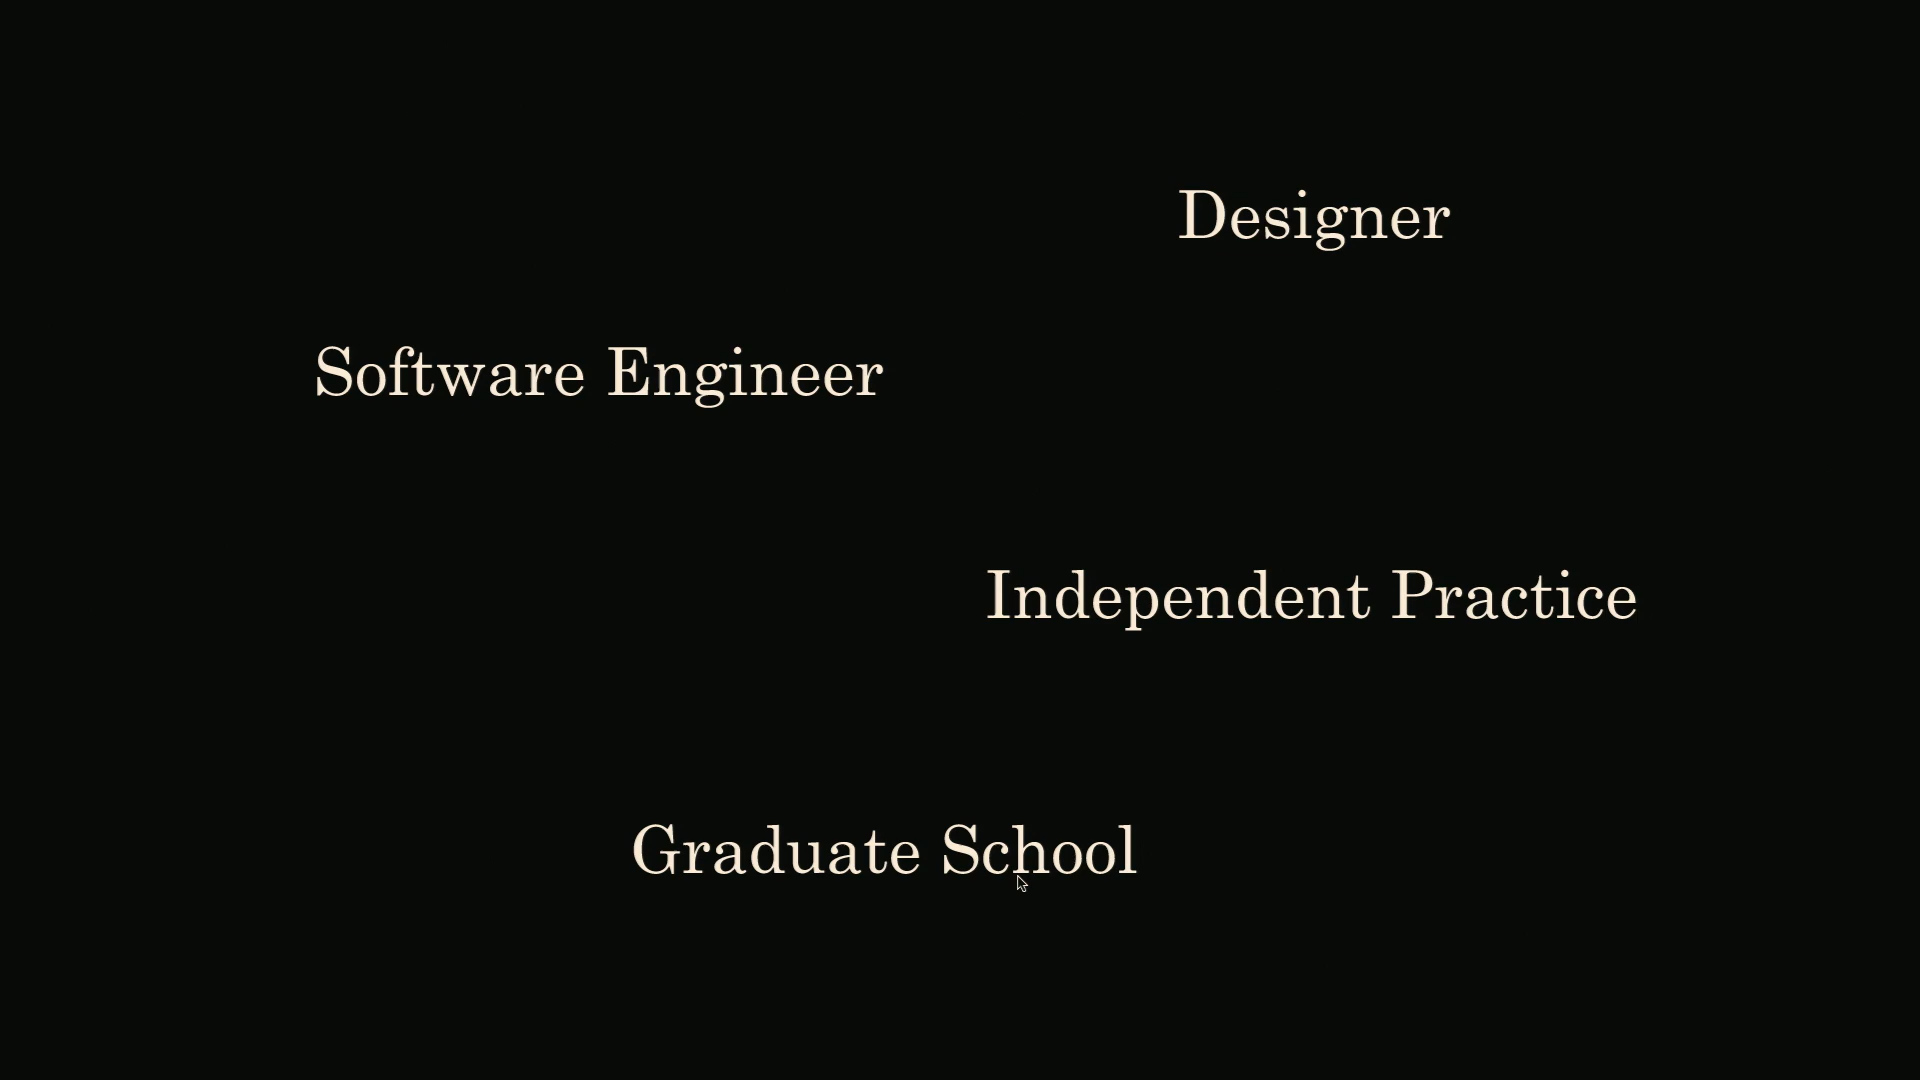 Designer
Software Engineer
Independent Practice
Graduate School